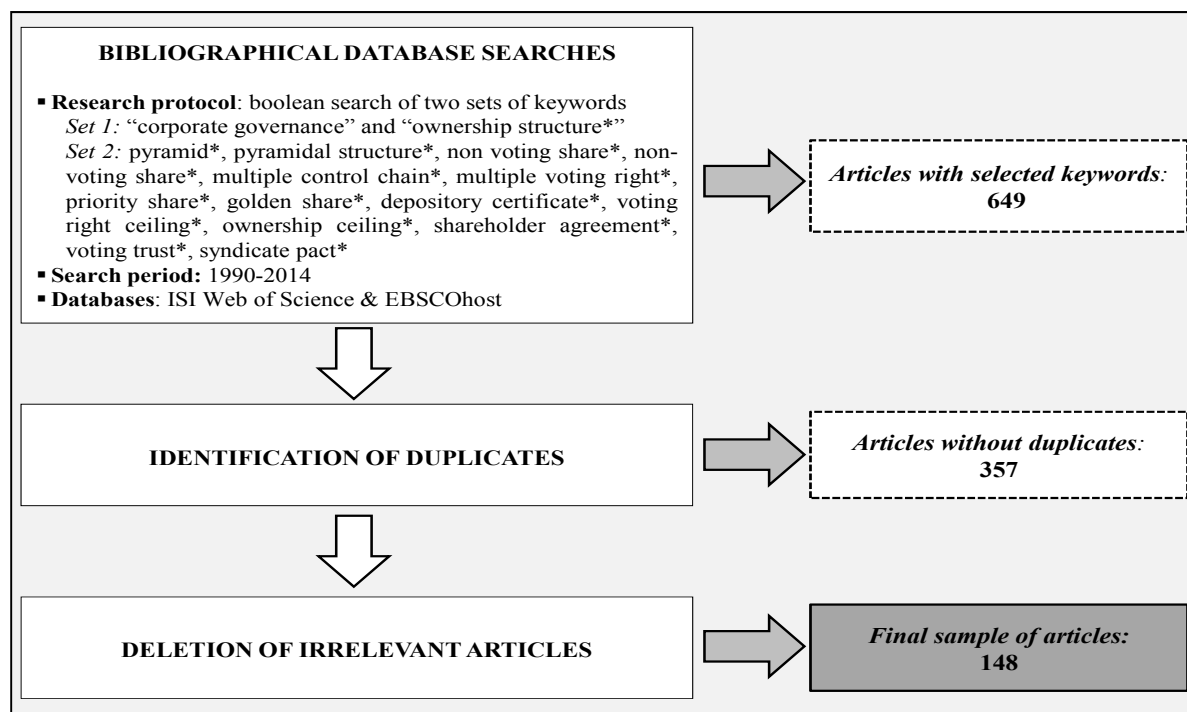 BIBLIOGRAPHICAL DATABASE SEARCHES
▪ Research protocol: boolean search of two sets of keywords
Set 1: “corporate governance” and “ownership structure*”
Set 2: pyramid*, pyramidal structure*, non voting share*, non-
voting share*, multiple control chain*, multiple voting right*,
priority share*, golden share*, depository certificate*, voting
right ceiling*, ownership ceiling*, shareholder agreement*,
voting trust*, syndicate pact*
▪ Search period: 1990-2014
▪ Databases: ISI Web of Science & EBSCOhost
Articles with selected keywords:
649
IDENTIFICATION OF DUPLICATES
Articles without duplicates:
357
DELETION OF IRRELEVANT ARTICLES
Final sample of articles:
148